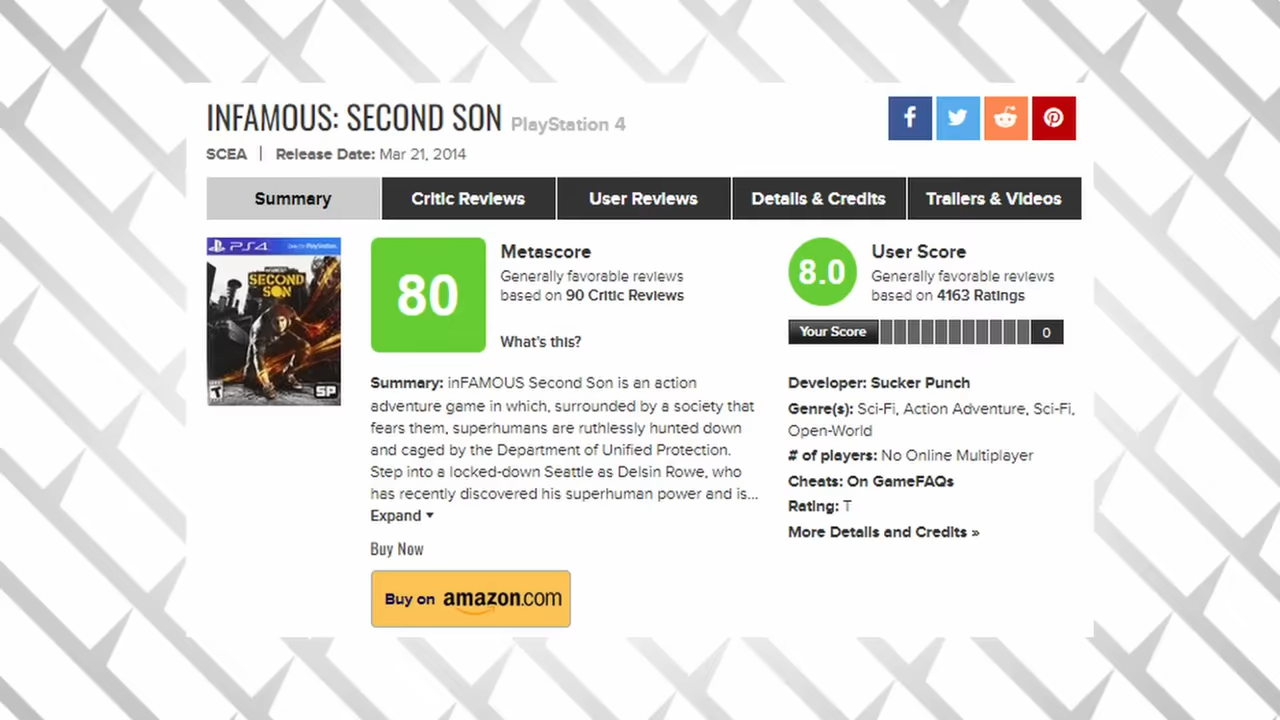 INFAMOUS: SECOND SON PlayStation 4
SCEA | Release Date: Mar 21, 2014
Summary Critic Reviews User Reviews Details & Credits Trailers & Videos
PS4
SECOND
SON
T
SP
80
Metascore
Generally favorable reviews
based on 90 Critic Reviews
What's this?
Summary: inFAMOUS Second Son is an action
adventure game in which, surrounded by a society that
fears them, superhumans are ruthlessly hunted down
and caged by the Department of Unified Protection.
Step into a locked-down Seattle as Delsin Rowe, who
has recently discovered his superhuman power and is...
Expand
Buy Now
Buy on amazon.com
8.0
User Score
Generally favorable reviews
based on 4163 Ratings
Your Score 0
Developer: Sucker Punch
Genre(s): Sci-Fi, Action Adventure, Sci-Fi,
Open-World
# of players: No Online Multiplayer
Cheats: On GameFAQs
Rating: T
More Details and Credits »